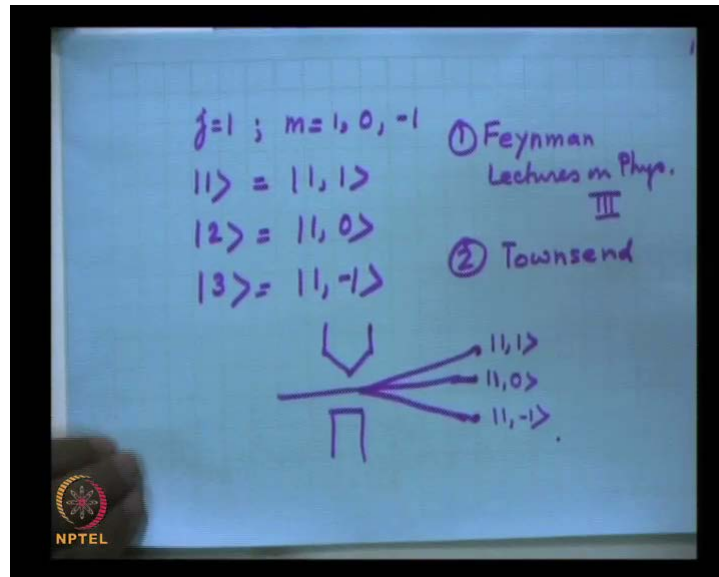 1
j=1 ; m= 1, 0, -1
|1> = |1, 1>
|2> = |1, 0>
|3> = |1, -1>
① Feynman
Lectures on Phys.
III
② Townsend
|1,1>
|1,0>
|1,-1>
NPTEL